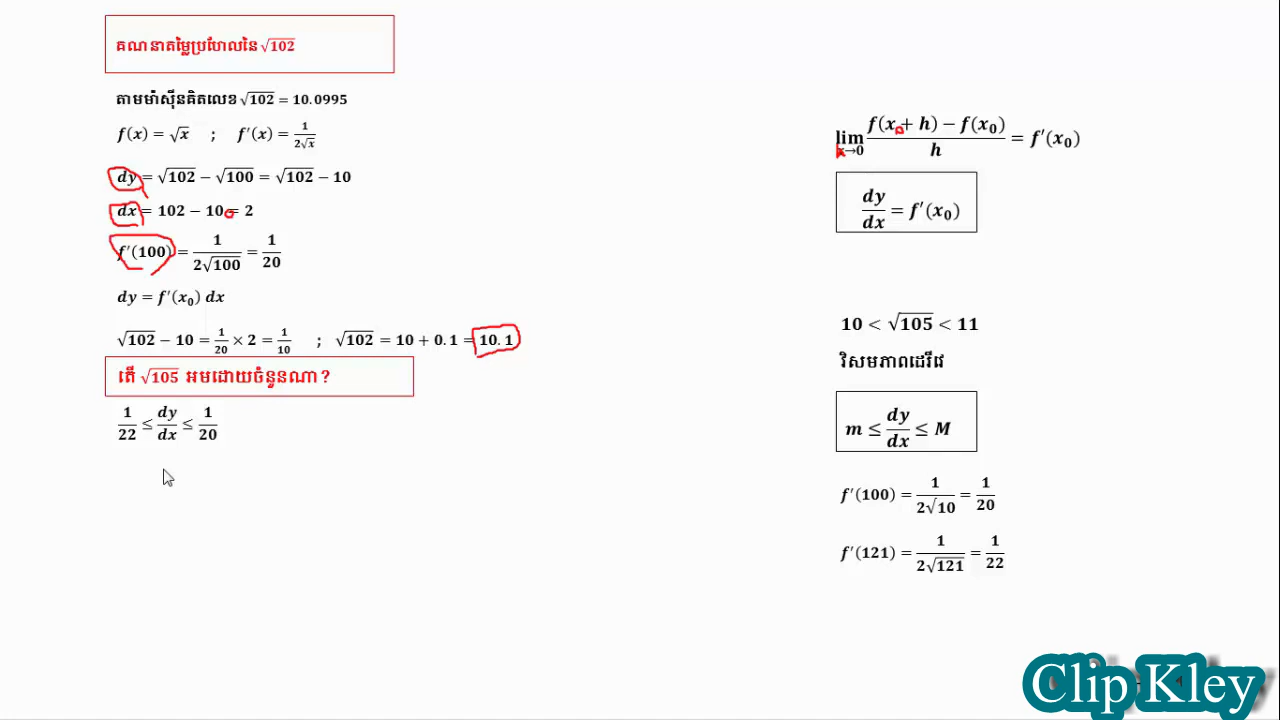 គណនាតម្លៃប្រហែលនៃ √102
តាមម៉ាស៊ីនគិតលេខ √102 = 10.0995
f(x) = √x ; f′(x) = 1/(2√x)
dy = √102 − √100 = √102 − 10
dx = 102 − 100 = 2
f′(100) = 1/(2√100) = 1/20
dy = f′(x₀) dx
√102 − 10 = 1/20 × 2 = 1/10 ; √102 = 10 + 0.1 = 10.1
តើ √105 អមដោយចំនួនណា?
1/22 ≤ dy/dx ≤ 1/20
lim x→0 (f(x₀ + h) − f(x₀))/h = f′(x₀)
dy/dx = f′(x₀)
10 < √105 < 11
វិសមភាពដេរីវេ
m ≤ dy/dx ≤ M
f′(100) = 1/(2√10) = 1/20
f′(121) = 1/(2√121) = 1/22
Clip Kley